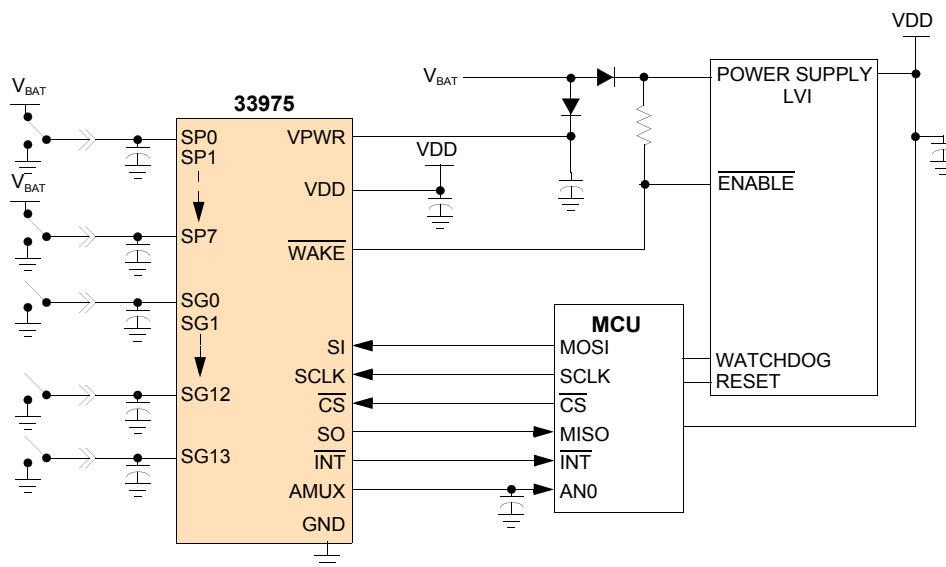 VDD
POWER SUPPLY
LVI
VBAT
VBAT
33975
SP0
SP1
VPWR
VDD
VDD
ENABLE
VBAT
SP7
WAKE
SG0
SG1
MCU
SI
MOSI
WATCHDOG
SCLK
SCLK
RESET
SG12
CS
CS
SO
MISO
SG13
INT
INT
AMUX
AN0
GND